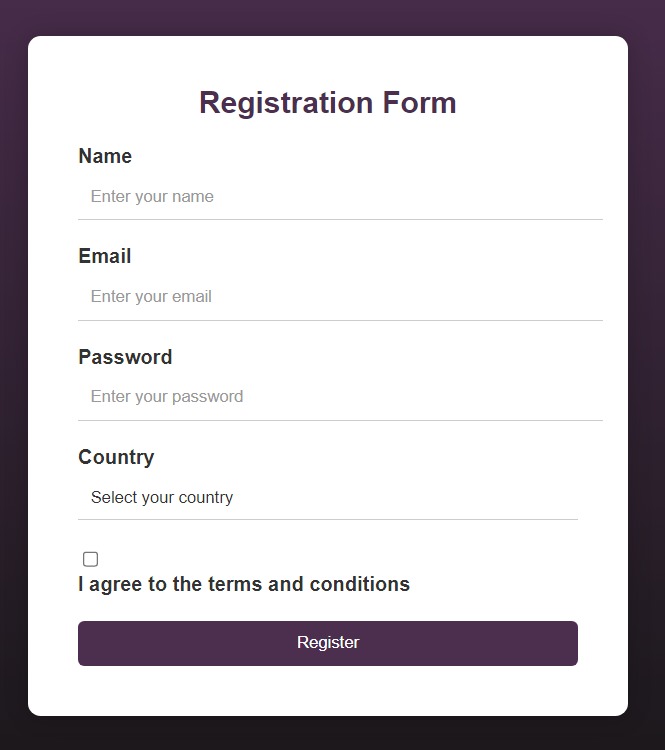 Registration Form
Name
Enter your name
Email
Enter your email
Password
Enter your password
Country
Select your country
I agree to the terms and conditions
Register